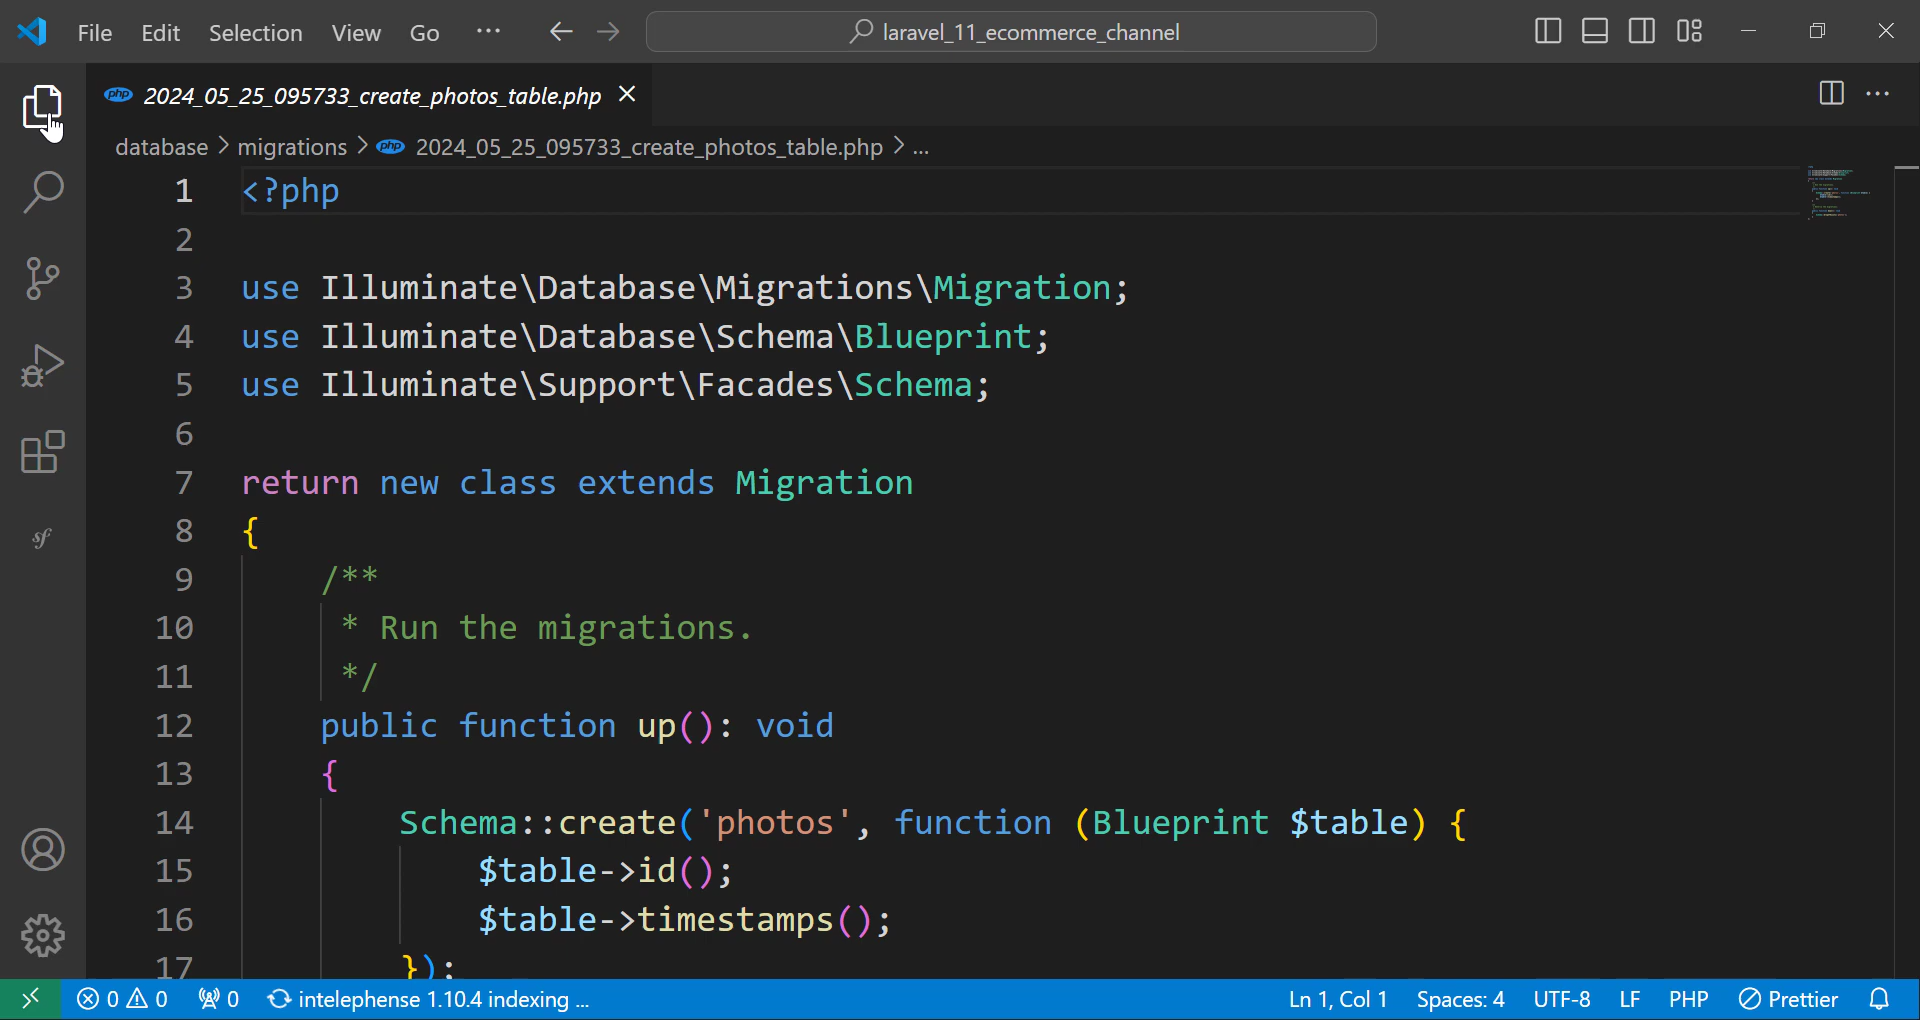 File Edit Selection View Go ... laravel_11_ecommerce_channel
php 2024_05_25_095733_create_photos_table.php
database > migrations > php 2024_05_25_095733_create_photos_table.php > ...
1 <?php
2
3 use Illuminate\Database\Migrations\Migration;
4 use Illuminate\Database\Schema\Blueprint;
5 use Illuminate\Support\Facades\Schema;
6
7 return new class extends Migration
8 {
9 /**
10 * Run the migrations.
11 */
12 public function up(): void
13 {
14 Schema::create('photos', function (Blueprint $table) {
15 $table->id();
16 $table->timestamps();
17 });
sf
0 0 0 intelephense 1.10.4 indexing ... Ln 1, Col 1 Spaces: 4 UTF-8 LF PHP Prettier